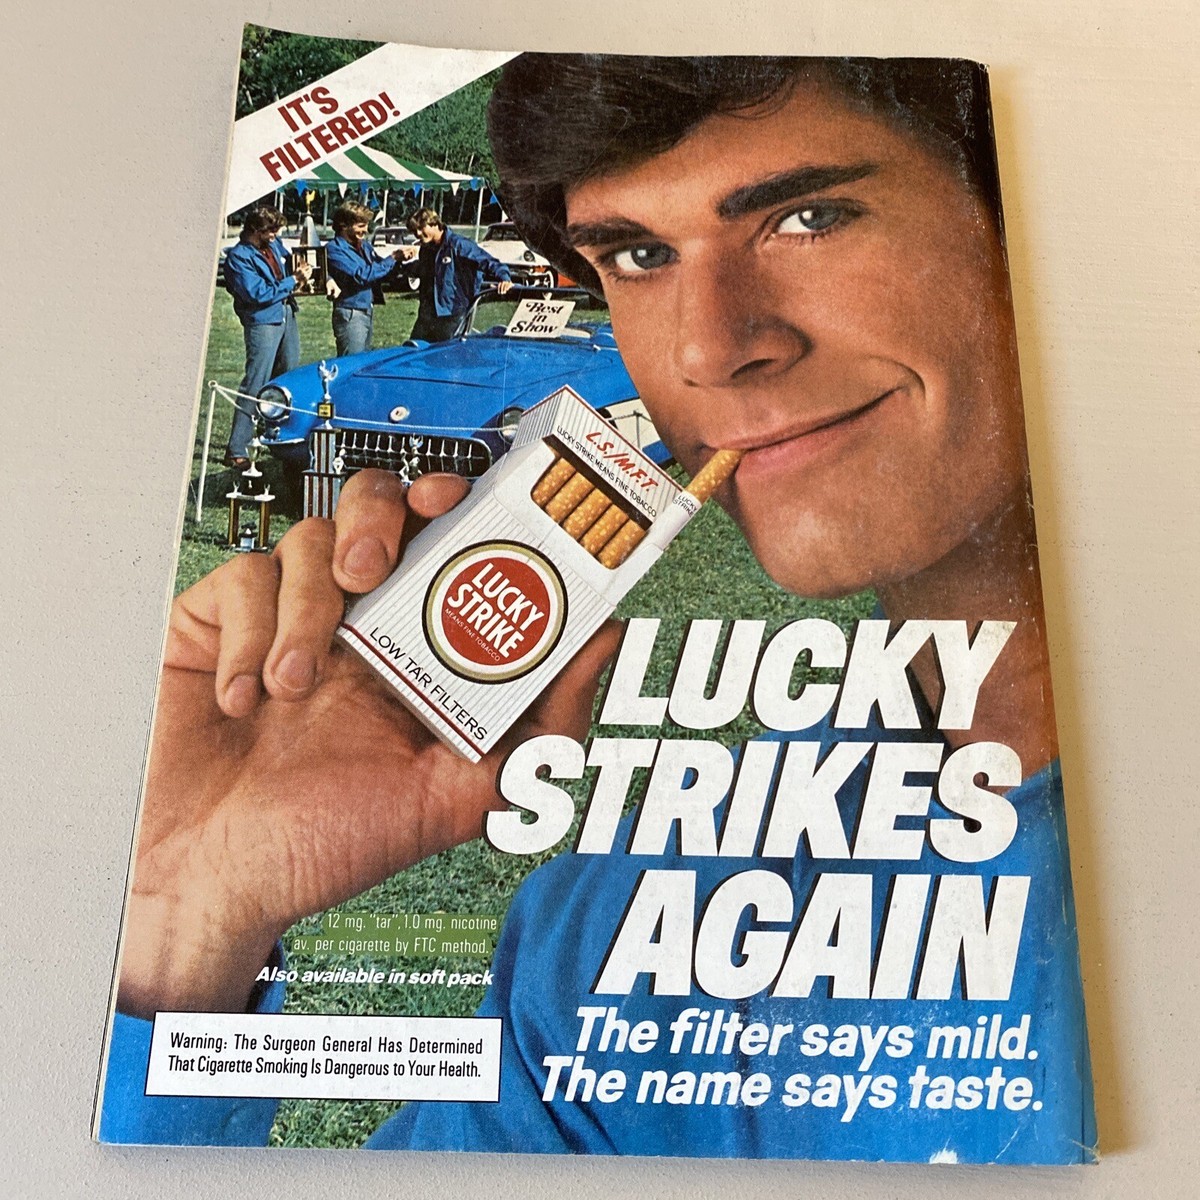 IT'S
FILTERED!
Best
in
Show
L.S./M.F.T
LUCKY STRIKE MEANS FINE TOBACCO
LUCKY
STRIKE
LUCKY
STRIKE
MEANS FINE TOBACCO
LOW TAR FILTERS
LUCKY
STRIKES
AGAIN
12 mg. "tar", 1.0 mg. nicotine
av. per cigarette by FTC method.
Also available in soft pack
The filter says mild.
The name says taste.
Warning: The Surgeon General Has Determined
That Cigarette Smoking Is Dangerous to Your Health.